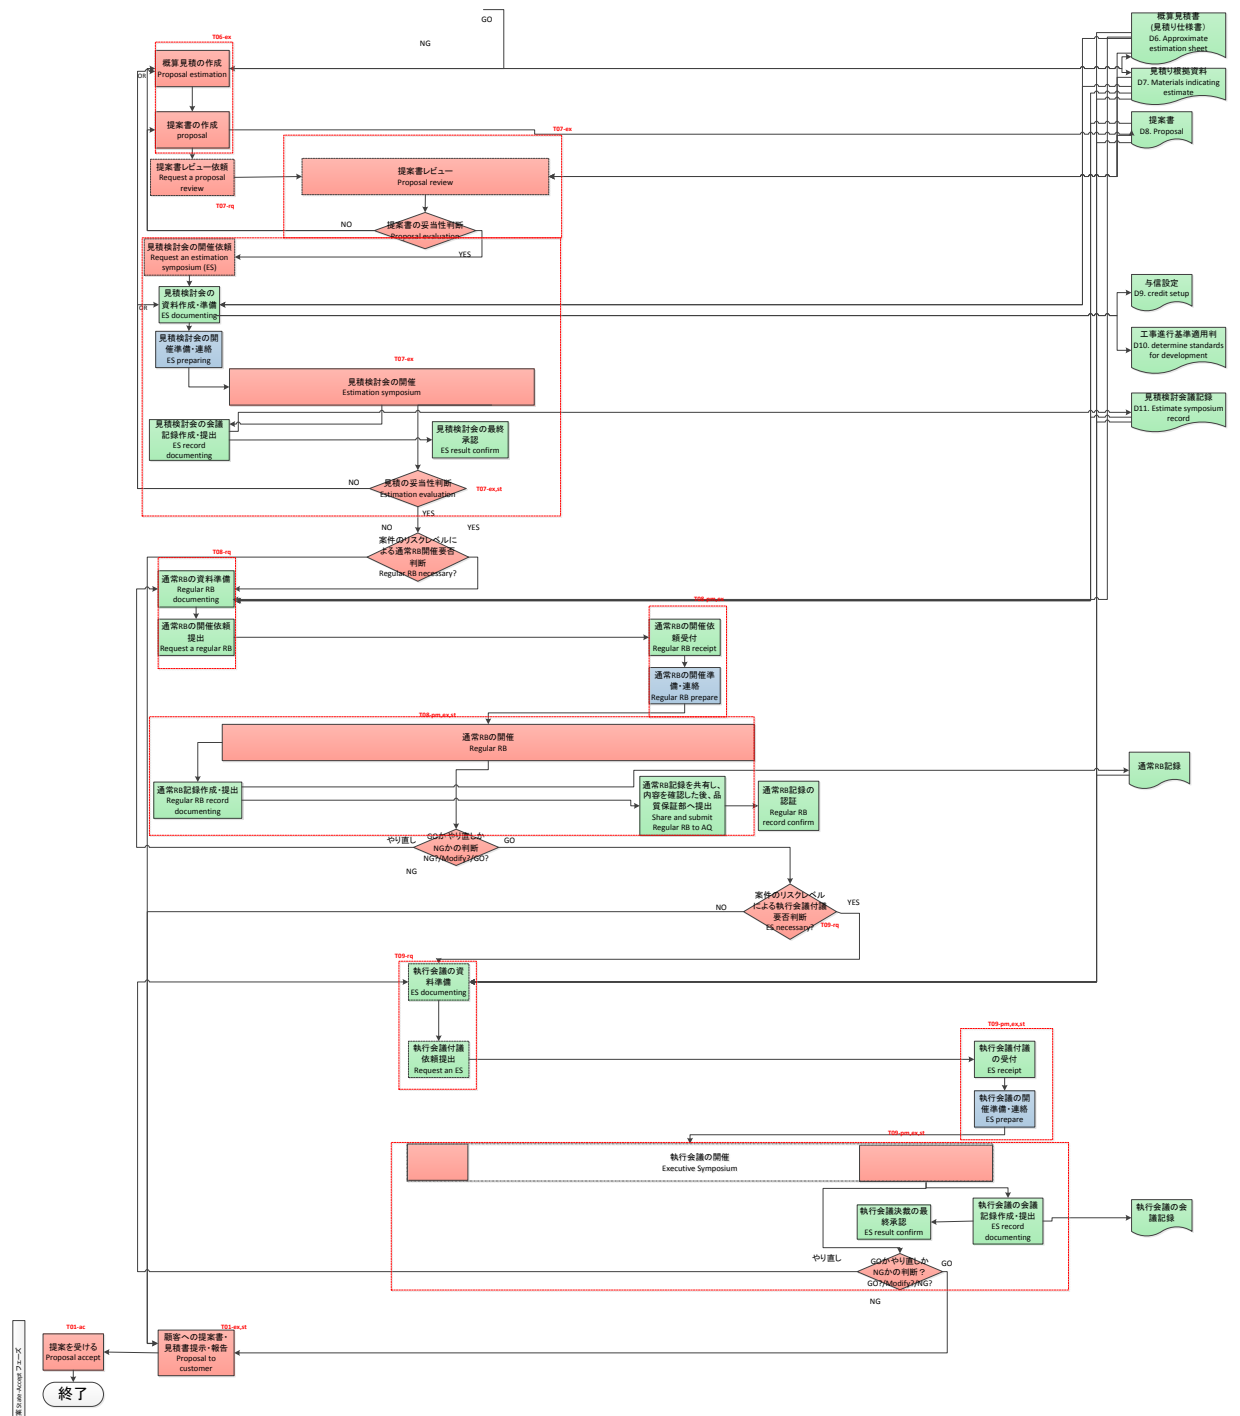 GO
NG
T06-ex
概算見積の作成
Proposal estimation
OR
提案書の作成
proposal
提案書レビュー依頼
Request a proposal
review
T07-rq
T07-ex
提案書レビュー
Proposal review
提案書の妥当性判断
Proposal evaluation
NO
YES
概算見積書
(見積り仕様書)
D6. Approximate
estimation sheet
見積り根拠資料
D7. Materials indicating
estimate
提案書
D8. Proposal
見積検討会の開催依頼
Request an estimation
symposium (ES)
見積検討会の
資料作成・準備
ES documenting
OR
見積検討会の開
催準備・連絡
ES preparing
T07-ex
見積検討会の開催
Estimation symposium
見積検討会の会議
記録作成・提出
ES record
documenting
見積検討会の最終
承認
ES result confirm
与信設定
D9. credit setup
工事進行基準適用判
D10. determine standards
for development
見積検討会議記録
D11. Estimate symposium
record
NO
見積の妥当性判断
Estimation evaluation
T07-ex,st
YES
NO
YES
案件のリスクレベルに
よる通常RB開催要否
判断
Regular RB necessary?
T08-rq
通常RBの資料準備
Regular RB
documenting
通常RBの開催依頼
提出
Request a regular RB
通常RBの開催依
頼受付
Regular RB receipt
通常RBの開催準
備・連絡
Regular RB prepare
T08-pm,ex,st
通常RBの開催
Regular RB
通常RB記録作成・提出
Regular RB record
documenting
通常RB記録を共有し、
内容を確認した後、品
質保証部へ提出
Share and submit
Regular RB to AQ
通常RB記録の
認証
Regular RB
record confirm
通常RB記録
やり直し
GOかやり直しか
NGかの判断
NG?/Modify?/GO?
GO
NG
案件のリスクレベル
による執行会議付議
要否判断
ES necessary?
NO
YES
T09-rq
T09-rq
執行会議の資
料準備
ES documenting
執行会議付議
依頼提出
Request an ES
T09-pm,ex,st
執行会議付議
の受付
ES receipt
執行会議の開
催準備・連絡
ES prepare
T09-pm,ex,st
執行会議の開催
Executive Symposium
執行会議決裁の最
終承認
ES result confirm
執行会議の会議
記録作成・提出
ES record
documenting
執行会議の会
議記録
やり直し
GOかやり直しか
NGかの判断？
GO?/Modify?/NG?
GO
NG
T01-ac
提案を受ける
Proposal accept
T01-ex,st
顧客への提案書・
見積書提示・報告
Proposal to
customer
終了
案 State-Accept フェーズ